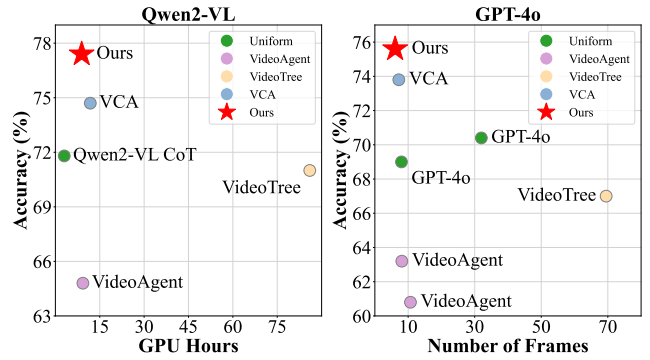 Qwen2-VL
78
75
72
69
66
63
Accuracy (%)
15
30
45
60
75
GPU Hours
Ours
VCA
Qwen2-VL CoT
VideoTree
VideoAgent
Uniform
VideoAgent
VideoTree
VCA
Ours
GPT-4o
76
74
72
70
68
66
64
62
60
Accuracy (%)
10
30
50
70
Number of Frames
Ours
VCA
GPT-4o
GPT-4o
VideoTree
VideoAgent
VideoAgent
Uniform
VideoAgent
VideoTree
VCA
Ours